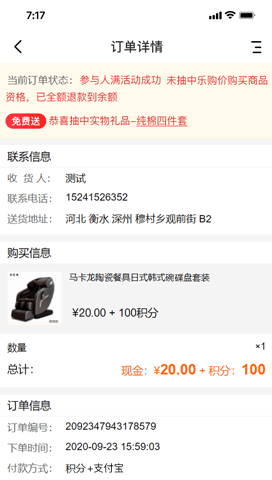 7:17
订单详情
当前订单状态: 参与人满活动成功 未抽中乐购价购买商品
资格，已全额退款到余额
免费送 恭喜抽中实物礼品-纯棉四件套
联系信息
收 货 人: 测试
联系电话: 15241526352
送货地址: 河北 衡水 深州 穆村乡观前街 B2
购买信息
马卡龙陶瓷餐具日式韩式碗碟盘套装
¥20.00 + 100积分
数量 ×1
总计: 现金: ¥20.00 + 积分: 100
订单信息
订单编号: 2092347943178579
下单时间: 2020-09-23 15:59:03
付款方式: 积分+支付宝